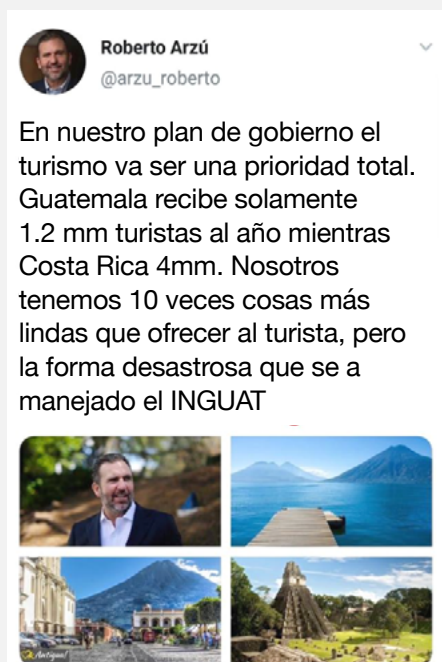 Roberto Arzú
@arzu_roberto
En nuestro plan de gobierno el
turismo va ser una prioridad total.
Guatemala recibe solamente
1.2 mm turistas al año mientras
Costa Rica 4mm. Nosotros
tenemos 10 veces cosas más
lindas que ofrecer al turista, pero
la forma desastrosa que se a
manejado el INGUAT
Antigua!